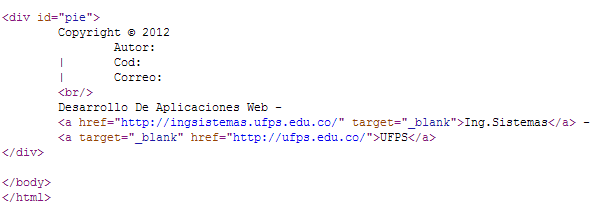 <div id="pie">
Copyright © 2012
Autor:
| Cod:
| Correo:
<br/>
Desarrollo De Aplicaciones Web -
<a href="http://ingsistemas.ufps.edu.co/" target="_blank">Ing.Sistemas</a> -
<a target="_blank" href="http://ufps.edu.co/">UFPS</a>
</div>
</body>
</html>